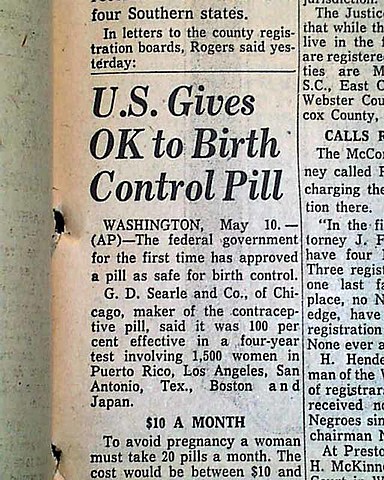 four Southern states.
In letters to the county regis-
tration boards, Rogers said yes-
terday:
U.S. Gives
OK to Birth
Control Pill
WASHINGTON, May 10.—
(AP)—The federal government
for the first time has approved
a pill as safe for birth control.
G. D. Searle and Co., of Chi-
cago, maker of the contracep-
tive pill, said it was 100 per
cent effective in a four-year
test involving 1,500 women in
Puerto Rico, Los Angeles, San
Antonio, Tex., Boston and
Japan.
$10 A MONTH
To avoid pregnancy a woman
must take 20 pills a month. The
cost would be between $10 and
The Justic
that while th
live in the
are registere
ties are M
S.C., East C
Webster Cou
cox County,
CALLS R
The McCo
ney called F
charging the
tion there.
"In the fi
torney J. F
have four
Three regis
one last fa
place, no N
edge, have
registration
None ever a
H. Hende
man of the W
of registrar
received no
Negroes sin
chairman N
At Presto
H. McKinne